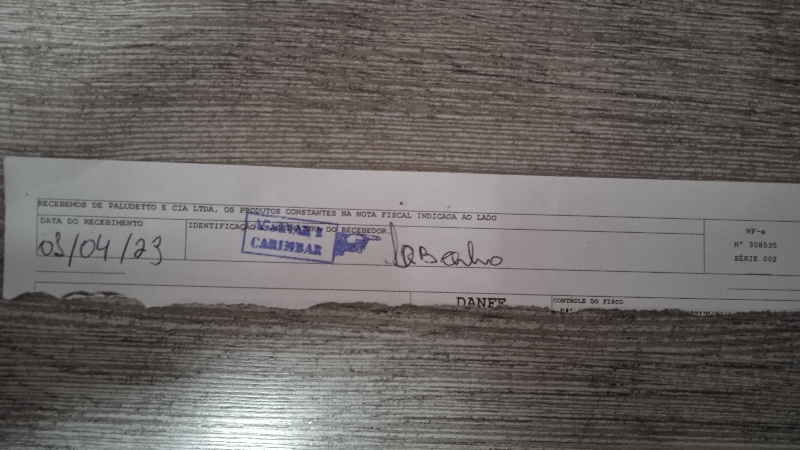 RECEBEMOS DE PALUDETTO E CIA LTDA, OS PRODUTOS CONSTANTES NA NOTA FISCAL INDICADA AO LADO
DATA DO RECEBIMENTO
/04/23
IDENTIFICAÇÃO E ASSINATURA DO RECEBEDOR.
CARIMBAR
NF-e
Nº 308535
SÉRIE 002
DANFE
CONTROLE DO FISCO